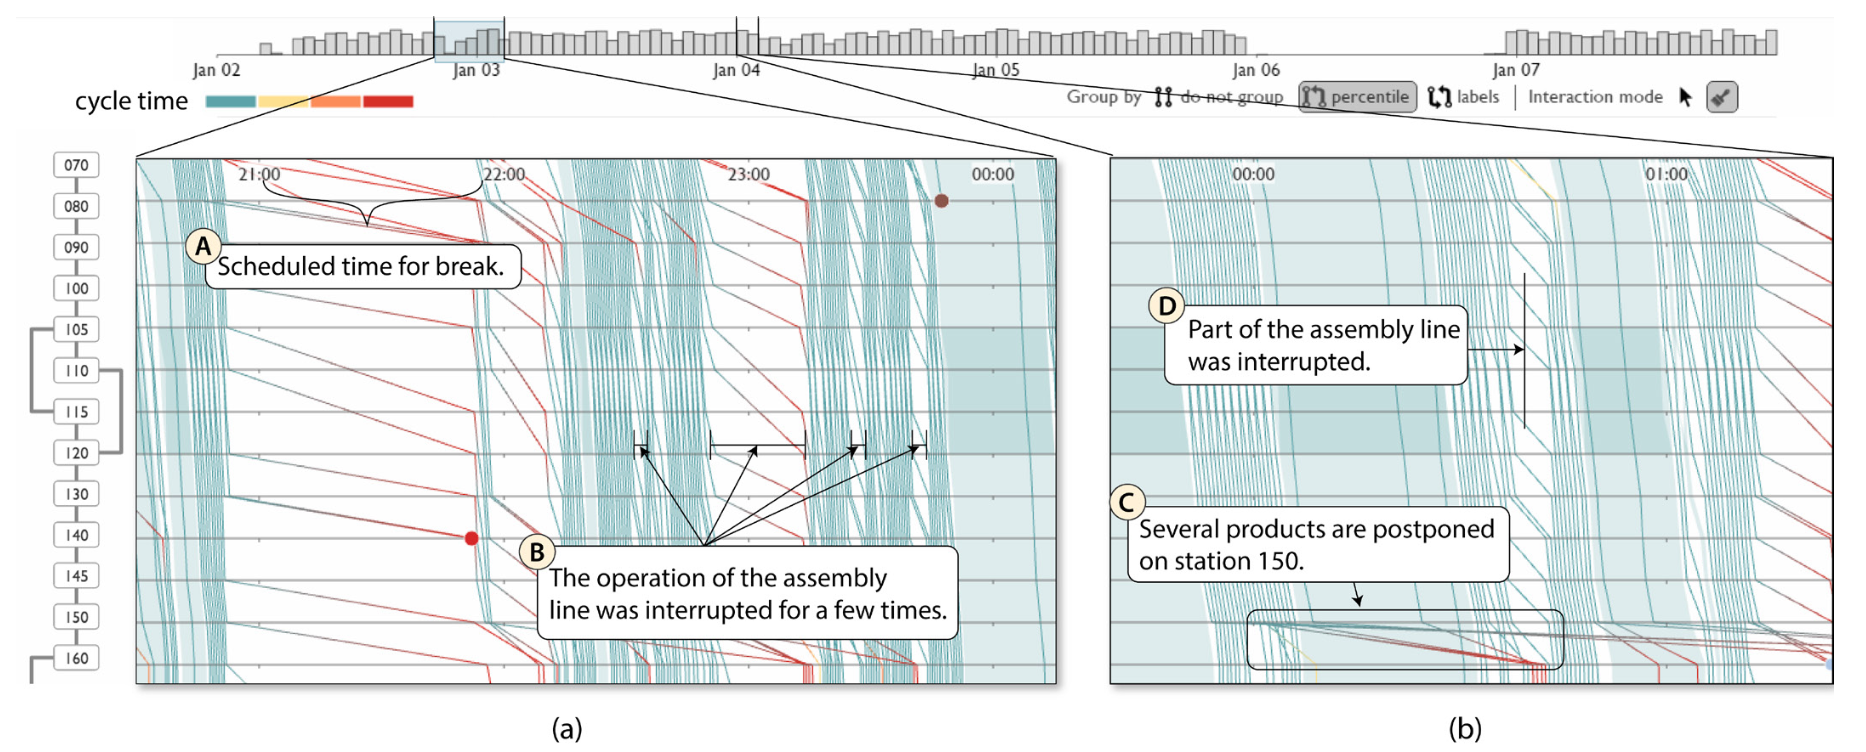 Jan 02
Jan 03
Jan 04
Jan 05
Jan 06
Jan 07
cycle time
Group by do not group percentile labels Interaction mode
070
080
090
100
105
110
115
120
130
140
145
150
160
21:00 22:00 23:00 00:00
A
Scheduled time for break.
B
The operation of the assembly
line was interrupted for a few times.
(a)
00:00 01:00
D
Part of the assembly line
was interrupted.
C
Several products are postponed
on station 150.
(b)